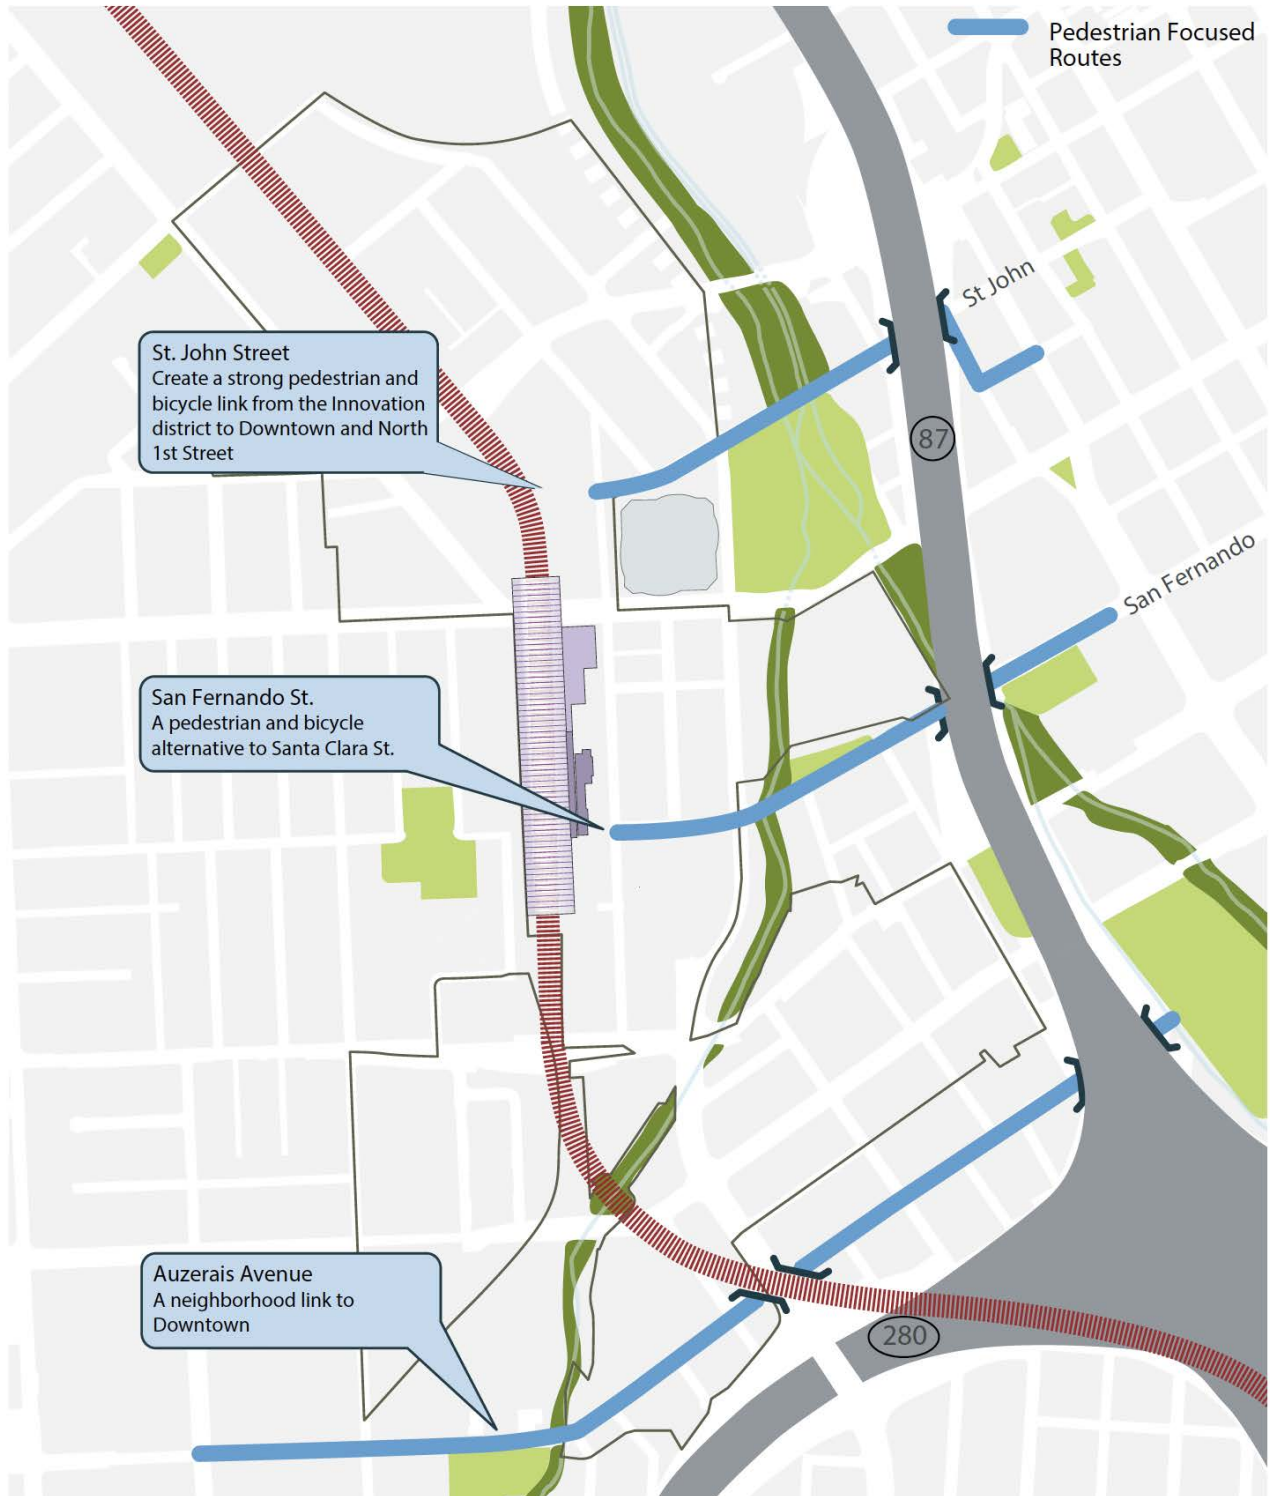 Pedestrian Focused
Routes
St John
St. John Street
Create a strong pedestrian and
bicycle link from the Innovation
district to Downtown and North
1st Street
87
San Fernando
San Fernando St.
A pedestrian and bicycle
alternative to Santa Clara St.
Auzerais Avenue
A neighborhood link to
Downtown
280